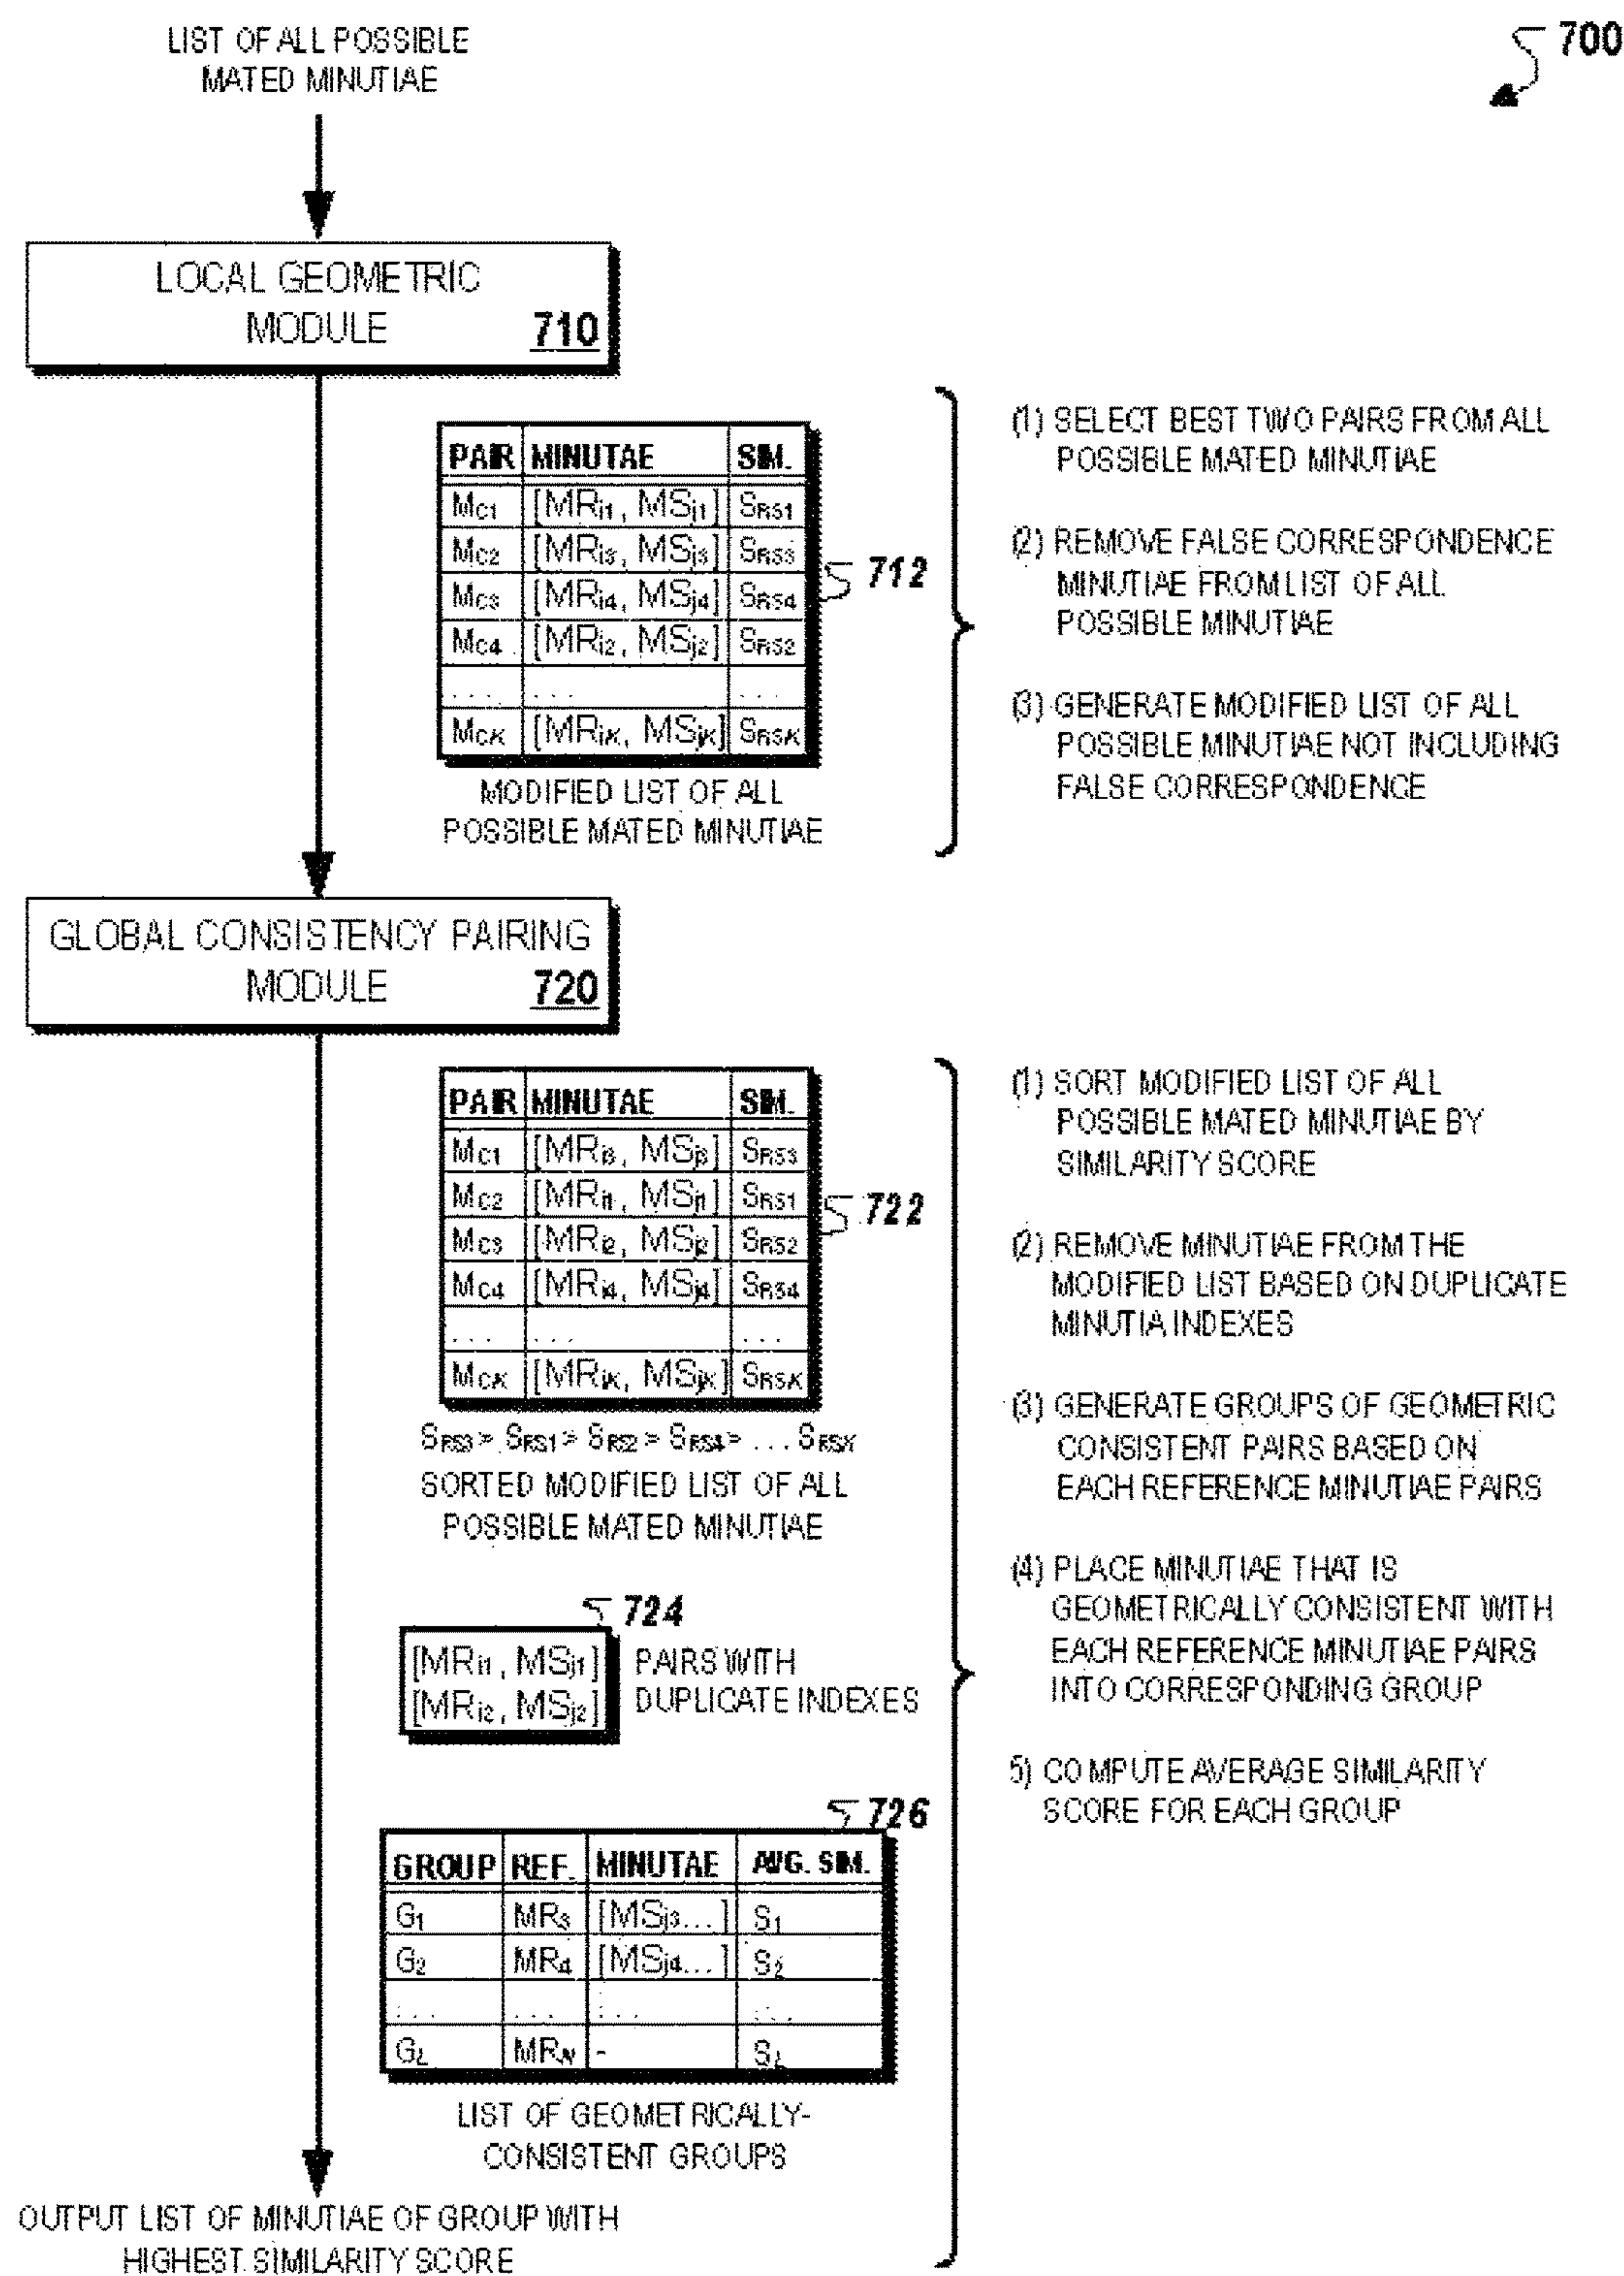 700
LIST OF ALL POSSIBLE
MATED MINUTIAE
LOCAL GEOMETRIC
MODULE 710
PAIR MINUTAE SIM.
MC1 [MRi1, MSj1] SRS1
MC2 [MRi3, MSj3] SRS3
MC3 [MRi4, MSj4] SRS4
MC4 [MRi2, MSj2] SRS2
... ... ...
MCK [MRiK, MSjK] SRSK
712
MODIFIED LIST OF ALL
POSSIBLE MATED MINUTIAE
(1) SELECT BEST TWO PAIRS FROM ALL
POSSIBLE MATED MINUTIAE
(2) REMOVE FALSE CORRESPONDENCE
MINUTIAE FROM LIST OF ALL
POSSIBLE MINUTIAE
(3) GENERATE MODIFIED LIST OF ALL
POSSIBLE MINUTIAE NOT INCLUDING
FALSE CORRESPONDENCE
GLOBAL CONSISTENCY PAIRING
MODULE 720
PAIR MINUTAE SIM.
MC1 [MRi3, MSj3] SRS3
MC2 [MRi1, MSj1] SRS1
MC3 [MRi2, MSj2] SRS2
MC4 [MRi4, MSj4] SRS4
... ... ...
MCK [MRiK, MSjK] SRSK
722
SRS3 > SRS1 > SRS2 > SRS4 > ... SRSK
SORTED MODIFIED LIST OF ALL
POSSIBLE MATED MINUTIAE
724
[MRi1, MSj1]
[MRi2, MSj2]
PAIRS WITH
DUPLICATE INDEXES
726
GROUP REF. MINUTAE AVG. SIM.
G1 MR3 [MSj3...] S1
G2 MR4 [MSj4...] S2
... ... ... ...
GL MRN - SL
LIST OF GEOMETRICALLY-
CONSISTENT GROUPS
(1) SORT MODIFIED LIST OF ALL
POSSIBLE MATED MINUTIAE BY
SIMILARITY SCORE
(2) REMOVE MINUTIAE FROM THE
MODIFIED LIST BASED ON DUPLICATE
MINUTIA INDEXES
(3) GENERATE GROUPS OF GEOMETRIC
CONSISTENT PAIRS BASED ON
EACH REFERENCE MINUTIAE PAIRS
(4) PLACE MINUTIAE THAT IS
GEOMETRICALLY CONSISTENT WITH
EACH REFERENCE MINUTIAE PAIRS
INTO CORRESPONDING GROUP
5) COMPUTE AVERAGE SIMILARITY
SCORE FOR EACH GROUP
OUTPUT LIST OF MINUTIAE OF GROUP WITH
HIGHEST SIMILARITY SCORE